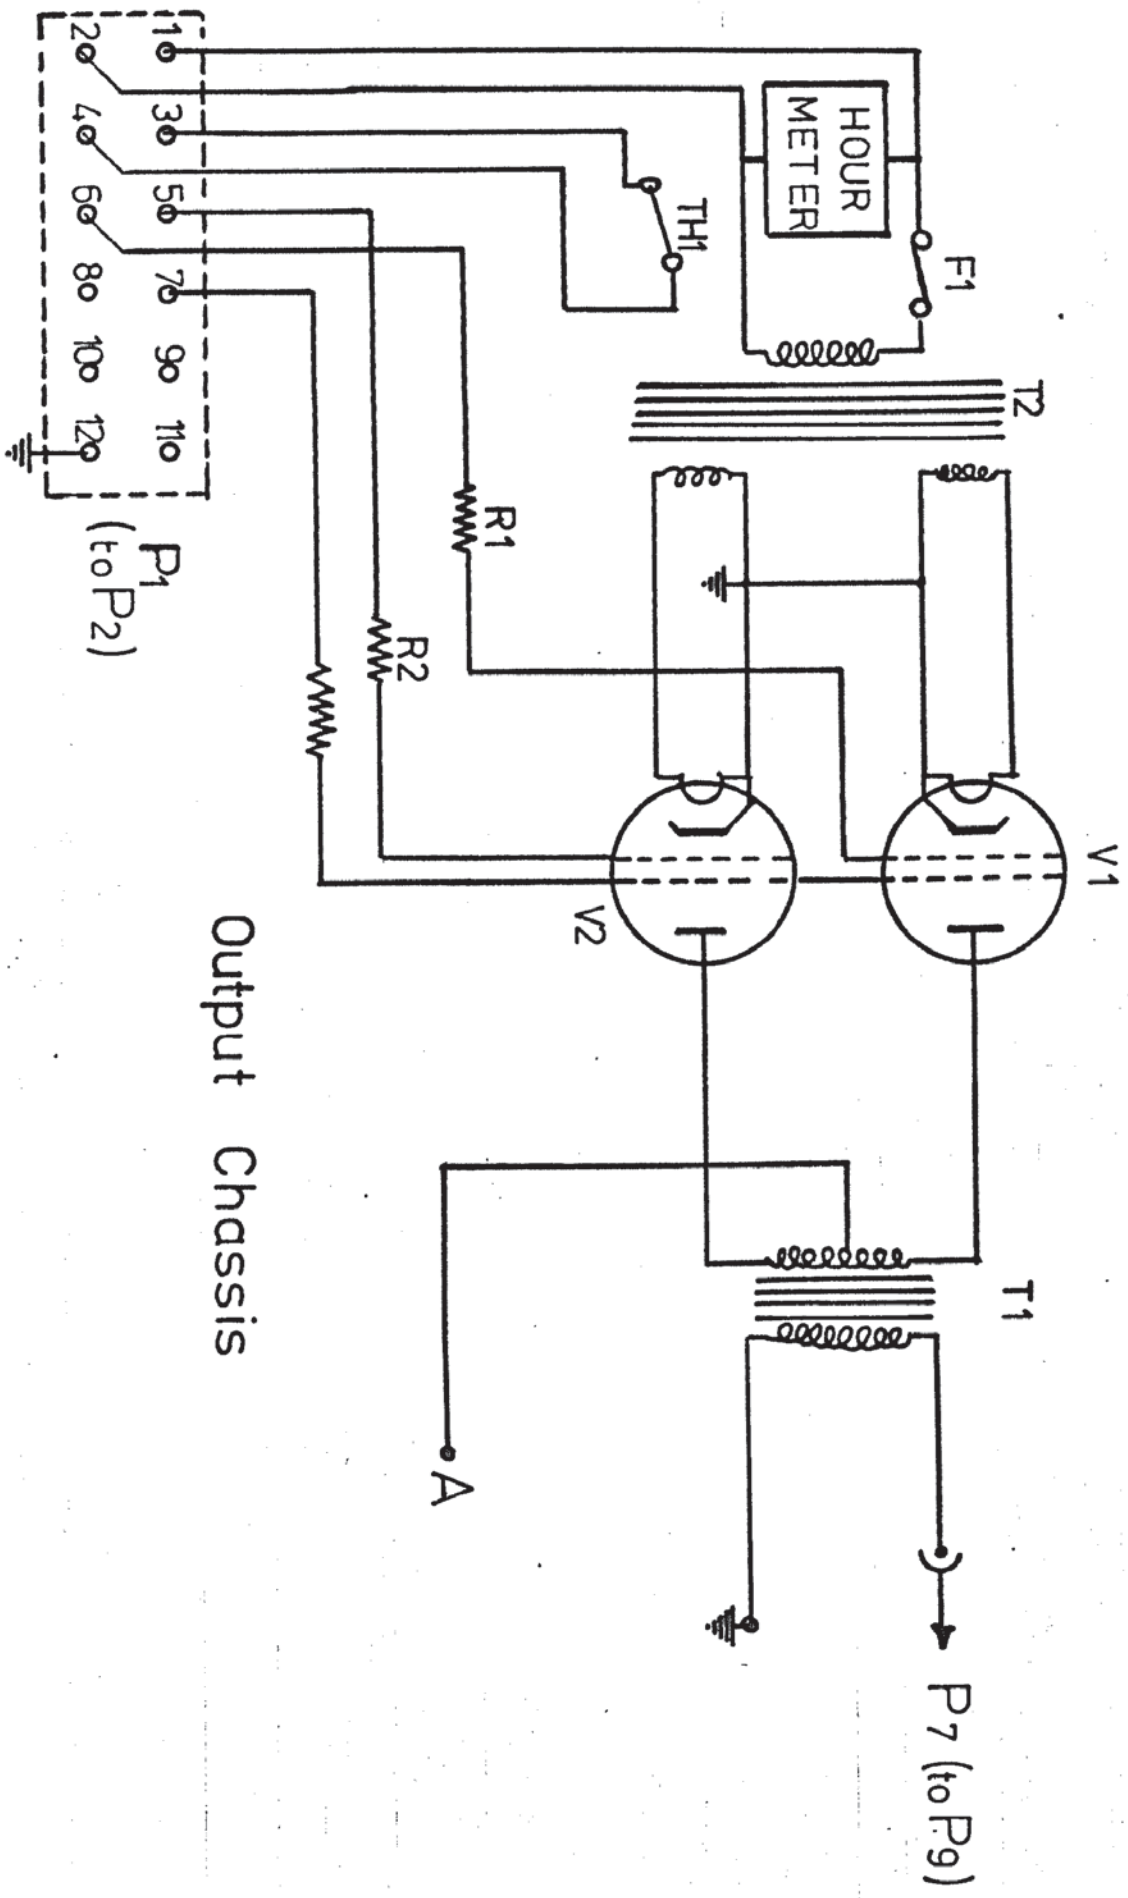 V1
T1
P7 (to P9)
T2
F1
HOUR
METER
TH1
V2
A
R1
R2
Output Chassis
1 3 5 7 9 11
2 4 6 8 10 12
P1
(to P2)